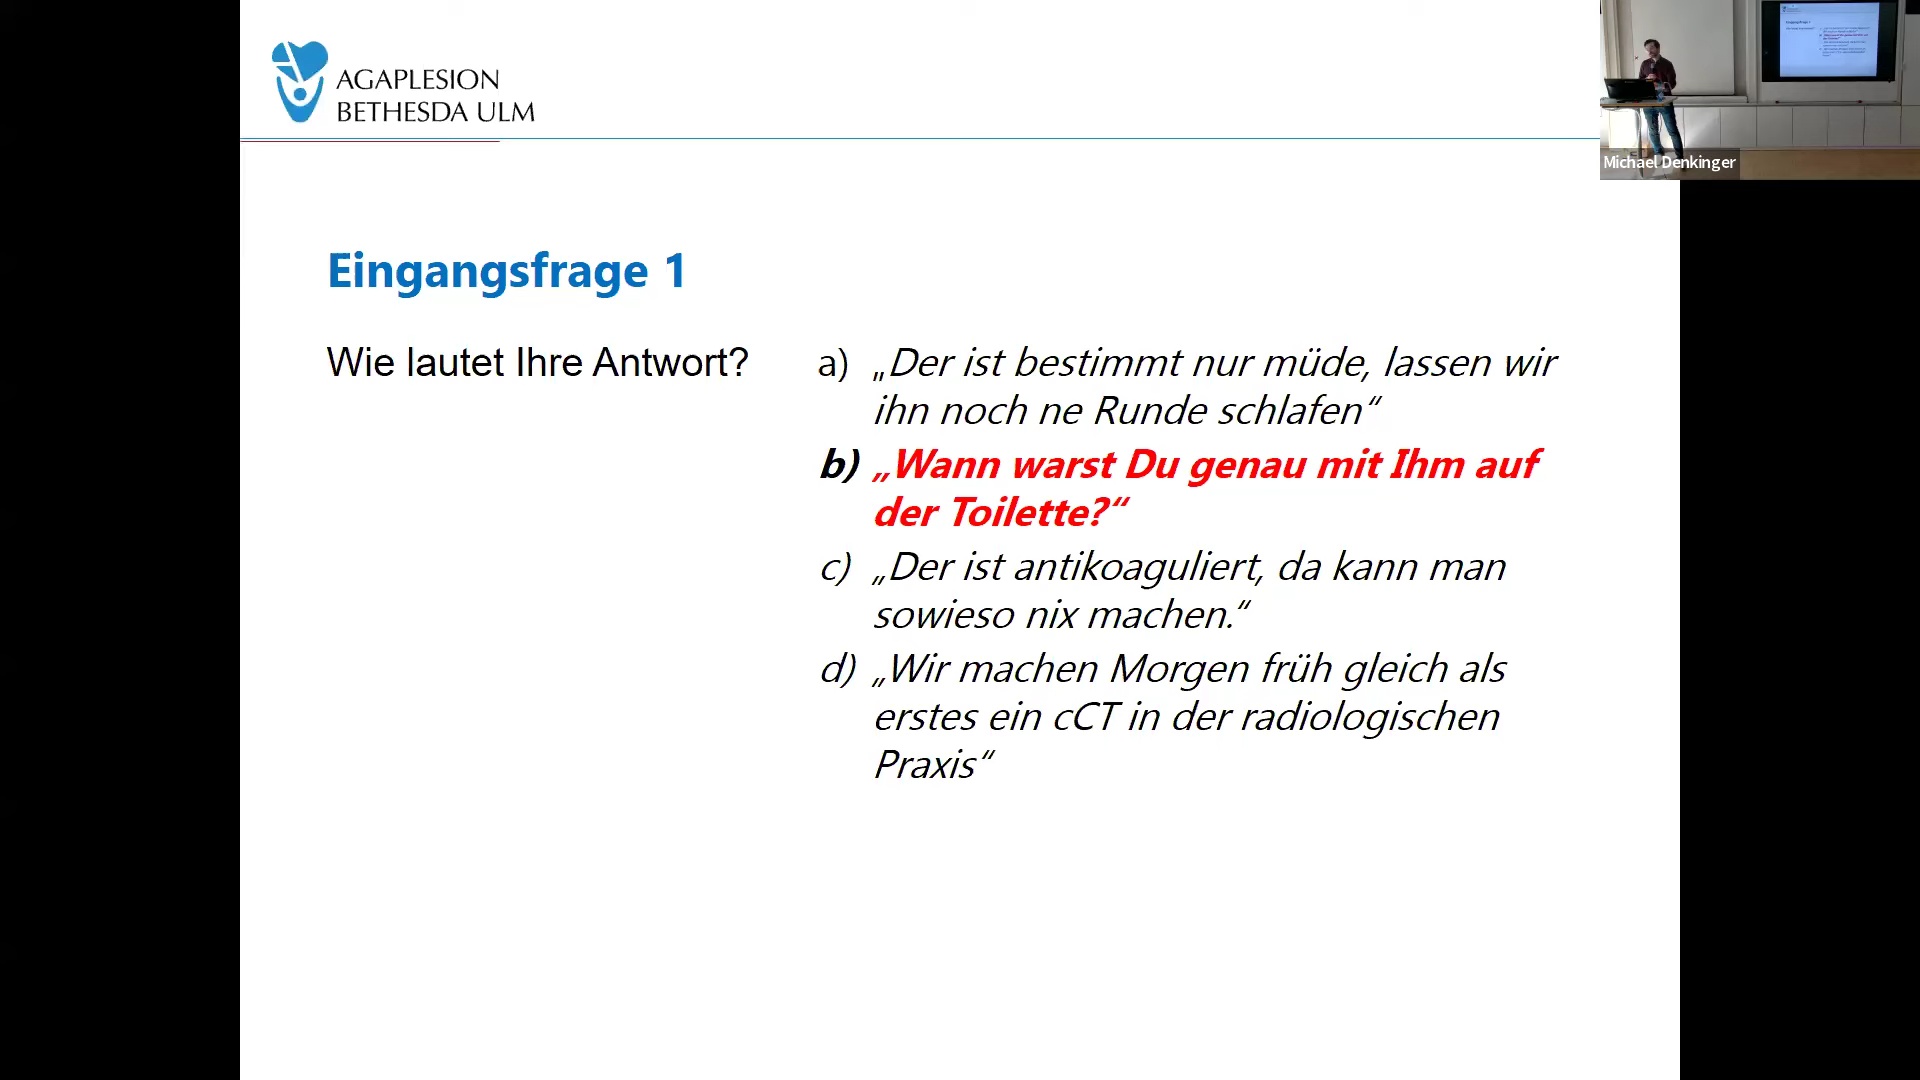 AGAPLESION
BETHESDA ULM
Michael Denkinger
Eingangsfrage 1
Wie lautet Ihre Antwort?
a) „Der ist bestimmt nur müde, lassen wir
ihn noch ne Runde schlafen“
b) „Wann warst Du genau mit Ihm auf
der Toilette?“
c) „Der ist antikoaguliert, da kann man
sowieso nix machen.“
d) „Wir machen Morgen früh gleich als
erstes ein cCT in der radiologischen
Praxis“